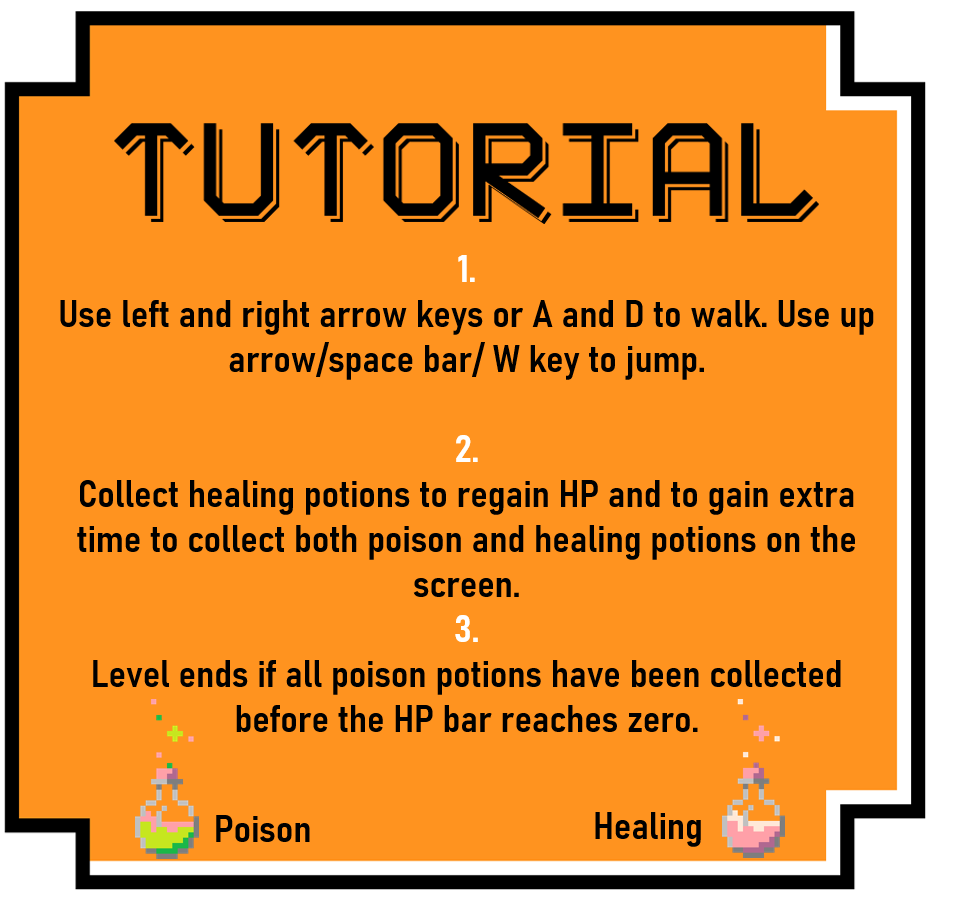 TUTORIAL
1.
Use left and right arrow keys or A and D to walk. Use up
arrow/space bar/ W key to jump.
2.
Collect healing potions to regain HP and to gain extra
time to collect both poison and healing potions on the
screen.
3.
Level ends if all poison potions have been collected
before the HP bar reaches zero.
Poison
Healing